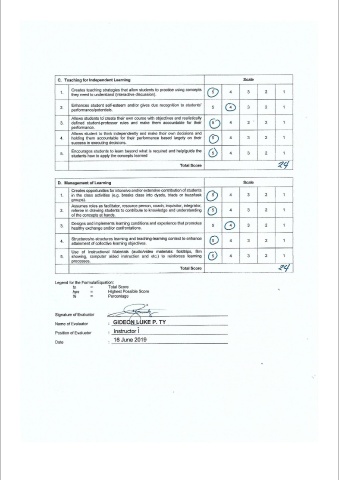 C. Teaching for Independent Learning Scale
1. Creates teaching strategies that allow students to practice using concepts 5 4 3 2 1
they need to understand (interactive discussion).
2. Enhances student self-esteem and/or gives due recognition to students' 5 4 3 2 1
performance/potentials.
3. Allows students to create their own course with objectives and realistically 5 4 3 2 1
defined student-professor rules and make them accountable for their
performance.
4. Allows student to think independently and make their own decisions and 5 4 3 2 1
holding them accountable for their performance based largely on their
success in executing decisions.
5. Encourages students to learn beyond what is required and help/guide the 5 4 3 2 1
students how to apply the concepts learned.
Total Score 24
D. Management of Learning Scale
1. Creates opportunities for intensive and/or extensive contribution of students 5 4 3 2 1
in the class activities (e.g. breaks class into dyads, triads or buzz/task
groups).
2. Assumes roles as facilitator, resource person, coach, inquisitor, integrator, 5 4 3 2 1
referee in drawing students to contribute to knowledge and understanding
of the concepts at hands.
3. Designs and implements learning conditions and experience that promotes 5 4 3 2 1
healthy exchange and/or confrontations.
4. Structures/re-structures learning and teaching-learning context to enhance 5 4 3 2 1
attainment of collective learning objectives.
5. Use of Instructional Materials (audio/video materials, fieldtrips, film 5 4 3 2 1
showing, computer aided instruction and etc.) to reinforce learning
processes.
Total Score 24
Legend for the Formula/Equation:
ts = Total Score
hps = Highest Possible Score
% = Percentage
Signature of Evaluator :
Name of Evaluator : GIDEON LUKE P. TY
Position of Evaluator : Instructor I
Date : 16 June 2019